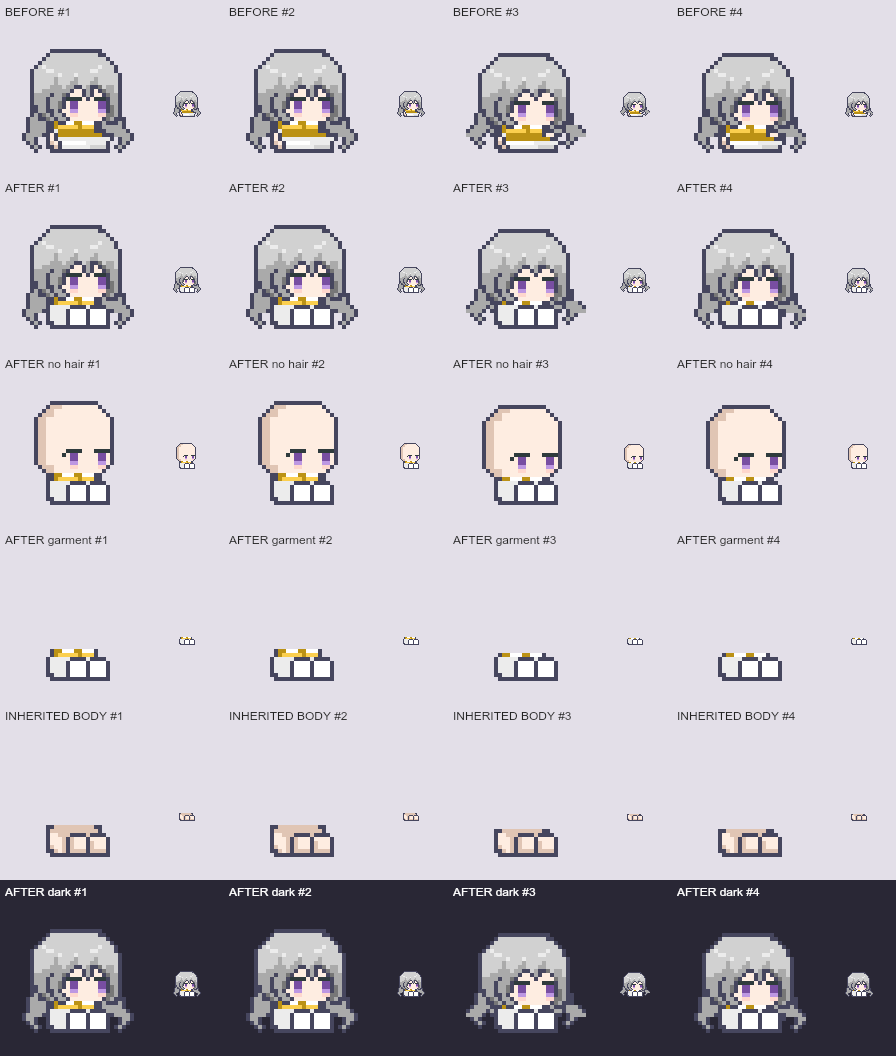 BEFORE #1
BEFORE #2
BEFORE #3
BEFORE #4
AFTER #1
AFTER #2
AFTER #3
AFTER #4
AFTER no hair #1
AFTER no hair #2
AFTER no hair #3
AFTER no hair #4
AFTER garment #1
AFTER garment #2
AFTER garment #3
AFTER garment #4
INHERITED BODY #1
INHERITED BODY #2
INHERITED BODY #3
INHERITED BODY #4
AFTER dark #1
AFTER dark #2
AFTER dark #3
AFTER dark #4